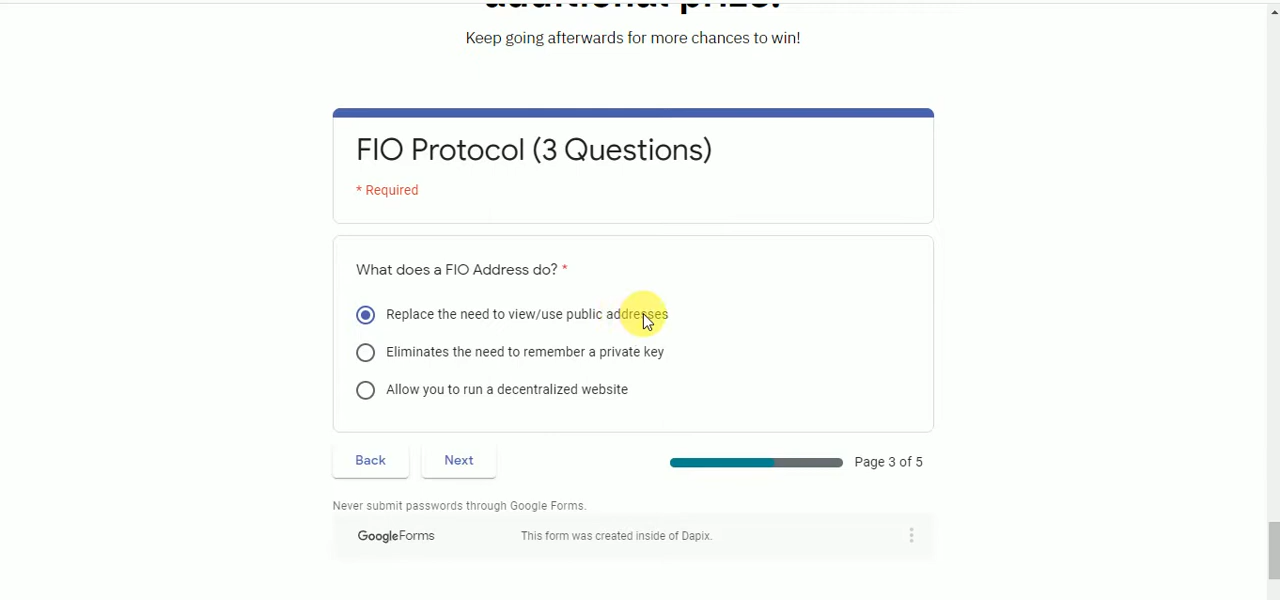 additional prize!
Keep going afterwards for more chances to win!
FIO Protocol (3 Questions)
* Required
What does a FIO Address do? *
Replace the need to view/use public addresses
Eliminates the need to remember a private key
Allow you to run a decentralized website
Back
Next
Page 3 of 5
Never submit passwords through Google Forms.
GoogleForms
This form was created inside of Dapix.